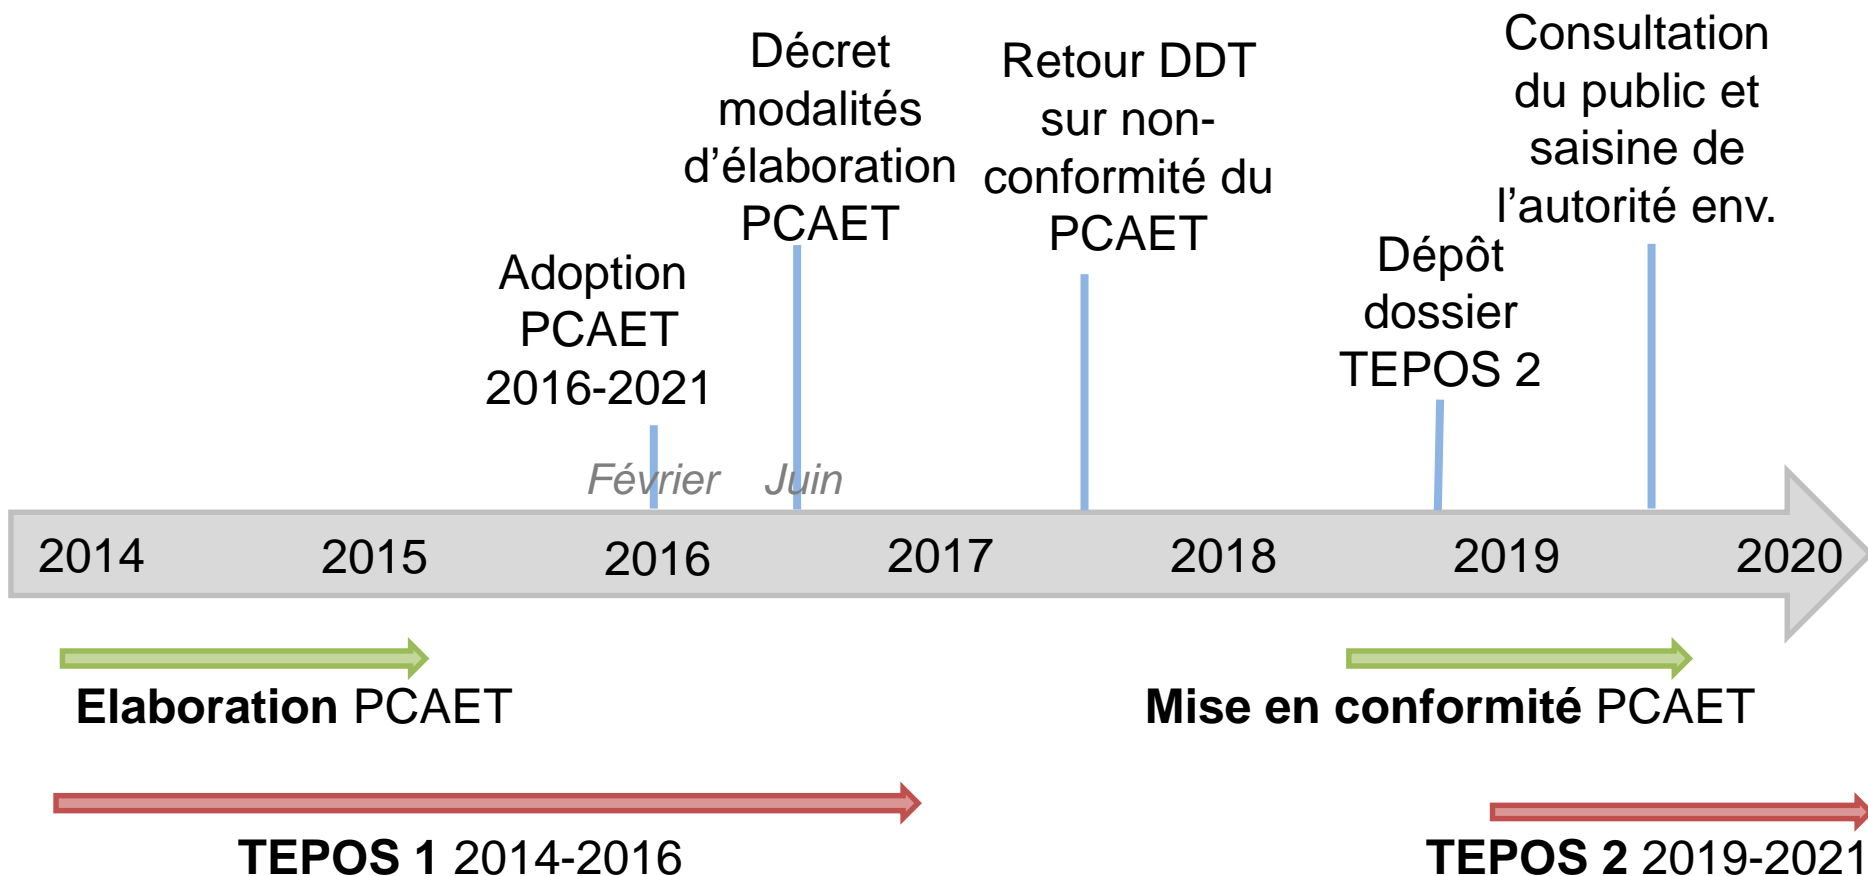 Adoption
PCAET
2016-2021
Décret
modalités
d’élaboration
PCAET
Retour DDT
sur non-
conformité du
PCAET
Dépôt
dossier
TEPOS 2
Consultation
du public et
saisine de
l’autorité env.
Février
Juin
2014
2015
2016
2017
2018
2019
2020
Elaboration PCAET
Mise en conformité PCAET
TEPOS 1 2014-2016
TEPOS 2 2019-2021